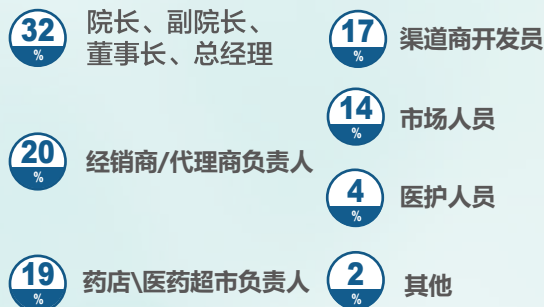 32
%
院长、副院长、
董事长、总经理
20
%
经销商/代理商负责人
19
%
药店\医药超市负责人
17
%
渠道商开发员
14
%
市场人员
4
%
医护人员
2
%
其他